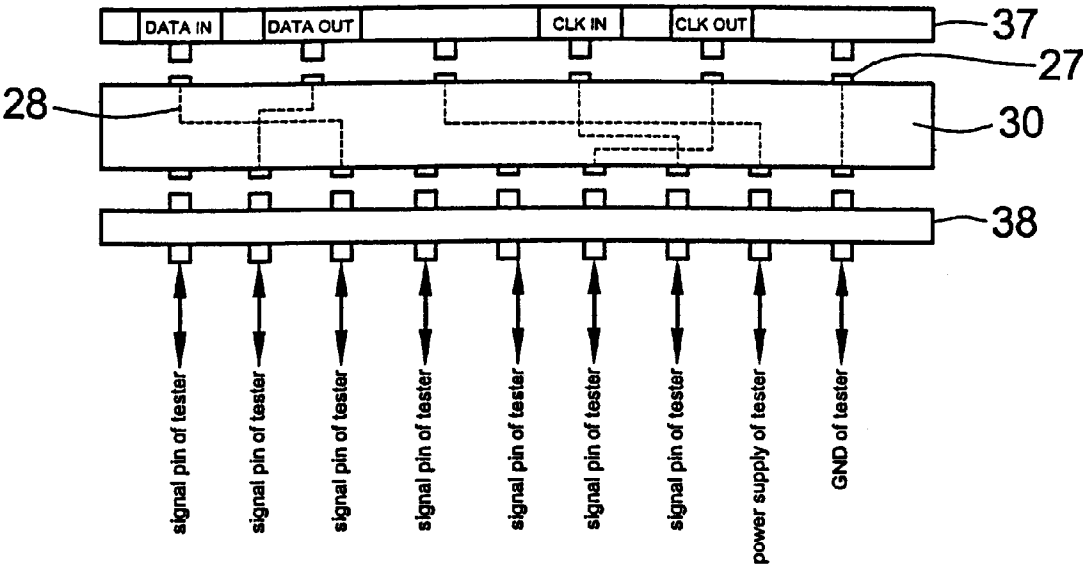 DATA IN DATA OUT CLK IN CLK OUT 37
27
28
30
38
signal pin of tester
signal pin of tester
signal pin of tester
signal pin of tester
signal pin of tester
signal pin of tester
signal pin of tester
power supply of tester
GND of tester